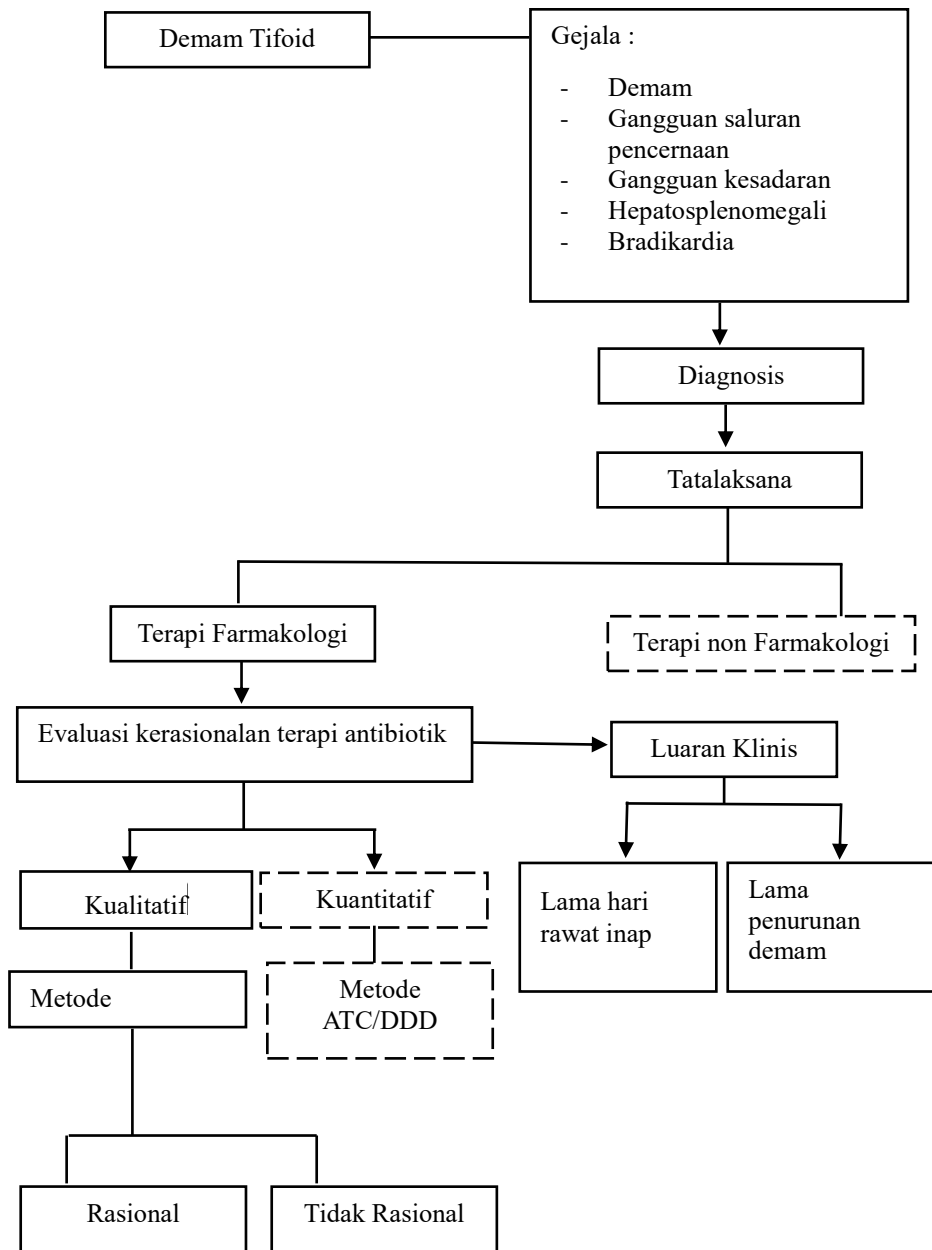 Demam Tifoid
Gejala :
- Demam
- Gangguan saluran
pencernaan
- Gangguan kesadaran
- Hepatosplenomegali
- Bradikardia
Diagnosis
Tatalaksana
Terapi Farmakologi
Terapi non Farmakologi
Evaluasi kerasionalan terapi antibiotik
Luaran Klinis
Kualitatif
Kuantitatif
Lama hari
rawat inap
Lama
penurunan
demam
Metode
Metode
ATC/DDD
Rasional
Tidak Rasional